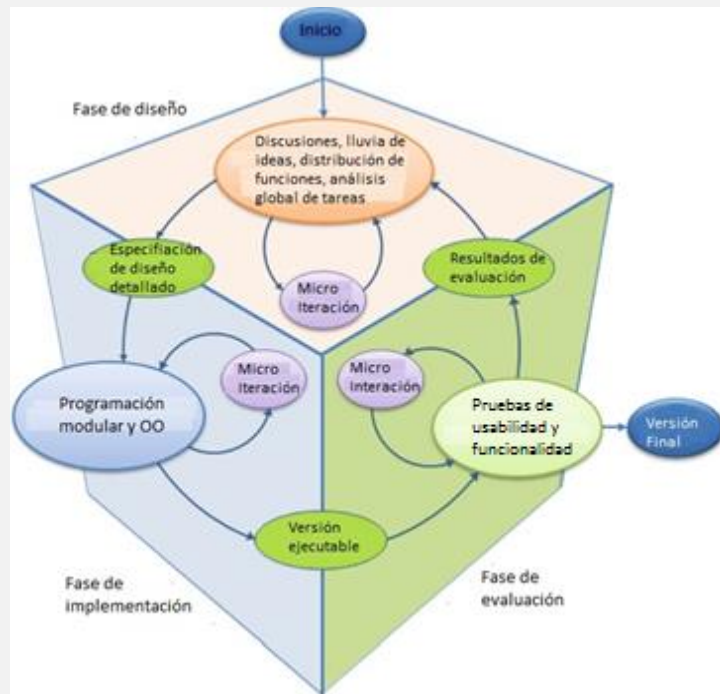 Inicio
Fase de diseño
Discusiones, lluvia de
ideas, distribución de
funciones, análisis
global de tareas
Especifiación
de diseño
detallado
Resultados de
evaluación
Micro
Iteración
Micro
Iteración
Micro
Interación
Programación
modular y OO
Pruebas de
usabilidad y
funcionalidad
Versión
Final
Versión
ejecutable
Fase de
implementación
Fase de
evaluación